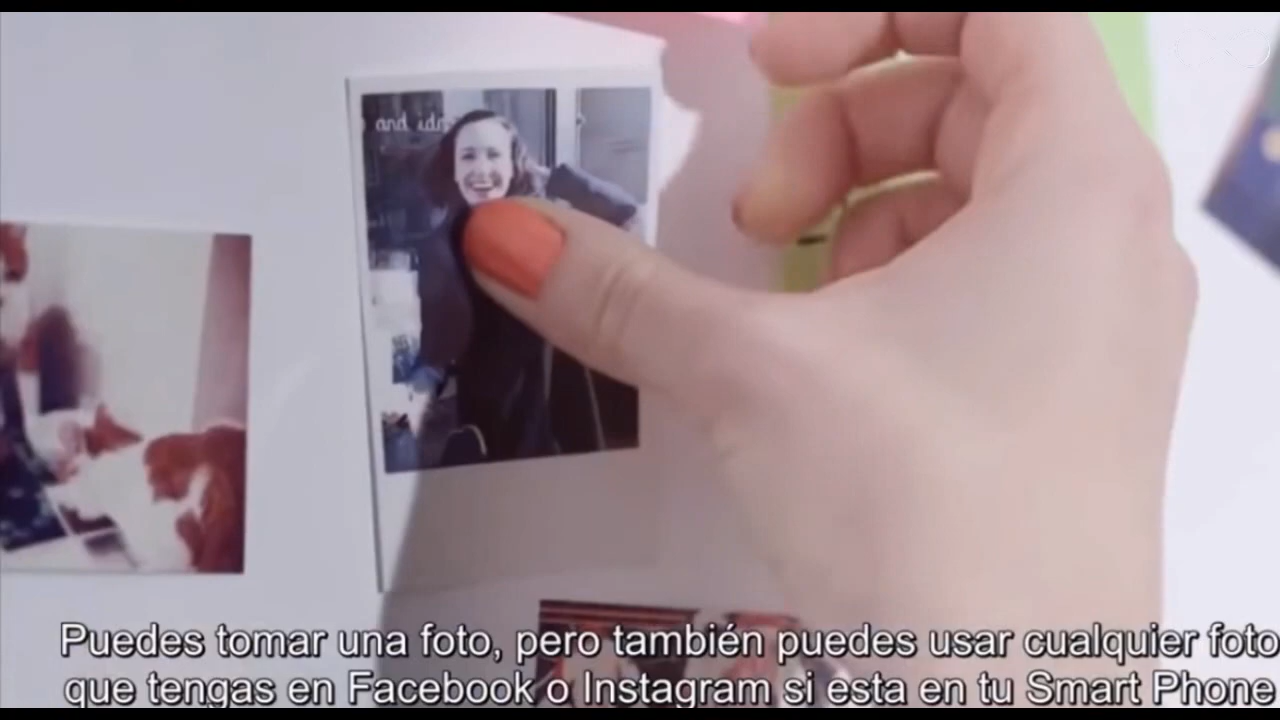 and
Puedes tomar una foto, pero también puedes usar cualquier foto
que tengas en Facebook o Instagram si esta en tu Smart Phone